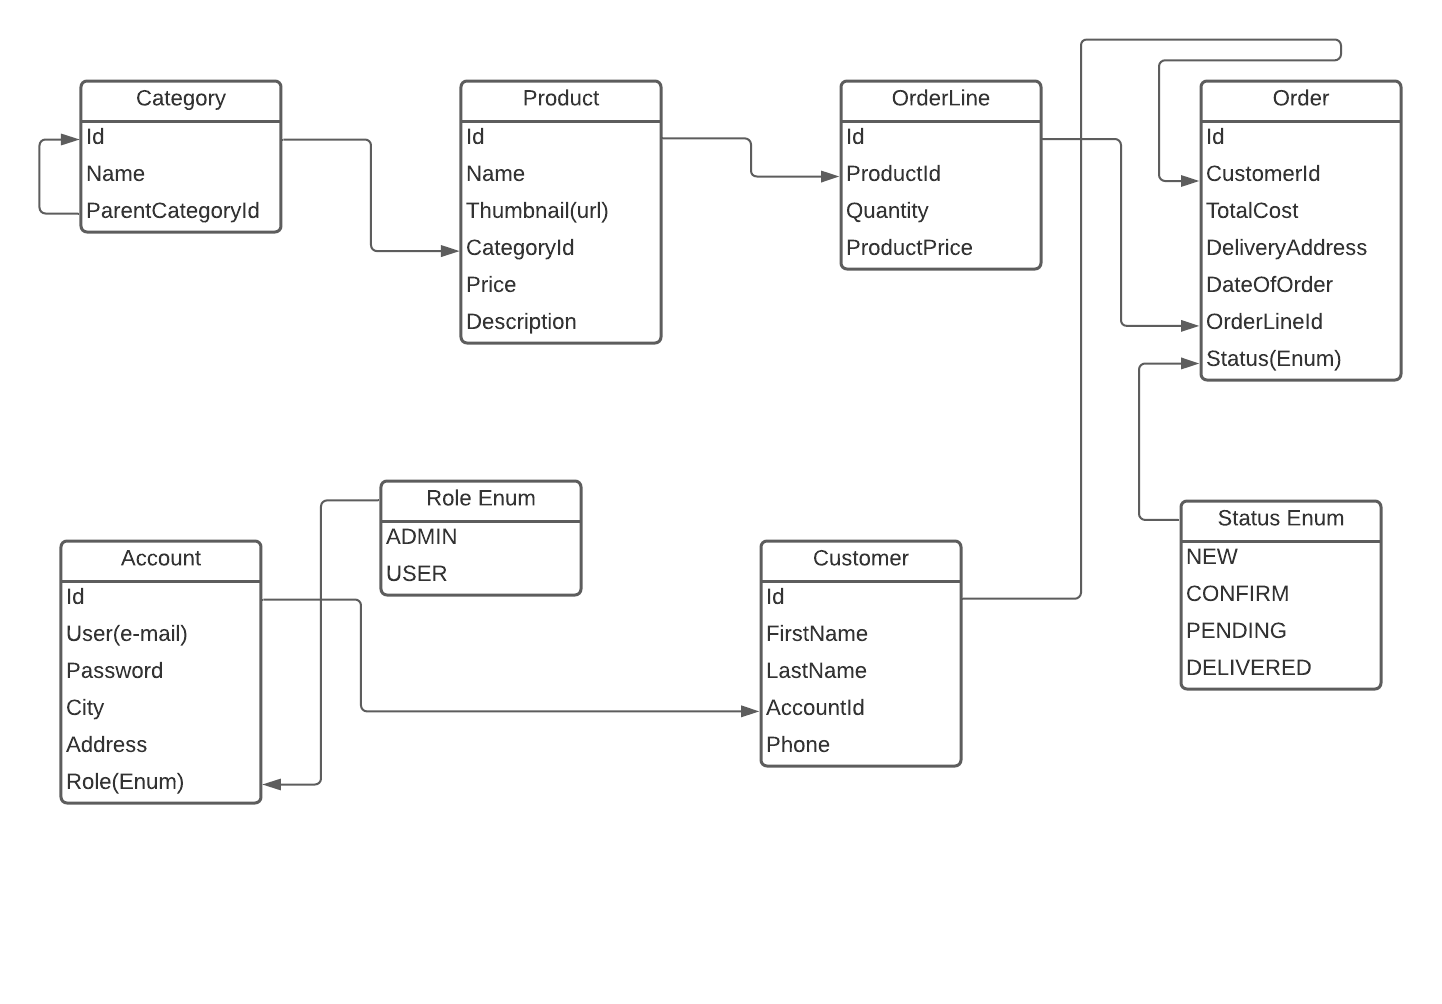 Category
Id
Name
ParentCategoryId
Product
Id
Name
Thumbnail(url)
CategoryId
Price
Description
OrderLine
Id
ProductId
Quantity
ProductPrice
Order
Id
CustomerId
TotalCost
DeliveryAddress
DateOfOrder
OrderLineId
Status(Enum)
Account
Id
User(e-mail)
Password
City
Address
Role(Enum)
Role Enum
ADMIN
USER
Customer
Id
FirstName
LastName
AccountId
Phone
Status Enum
NEW
CONFIRM
PENDING
DELIVERED